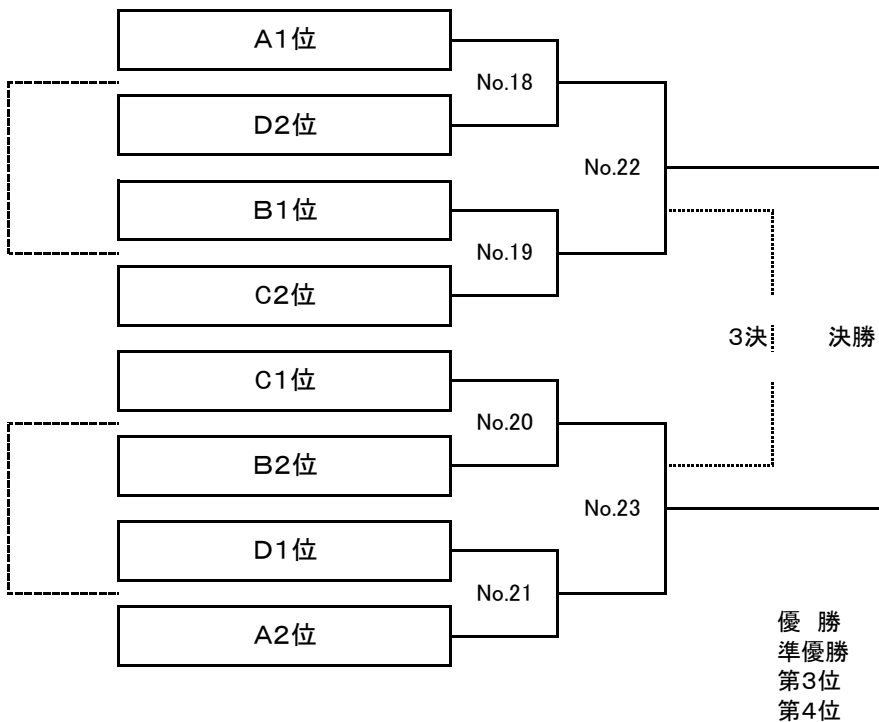 A1位
No.18
D2位
No.22
B1位
No.19
C2位
3決
決勝
C1位
No.20
B2位
No.23
D1位
No.21
A2位
優 勝
準優勝
第3位
第4位